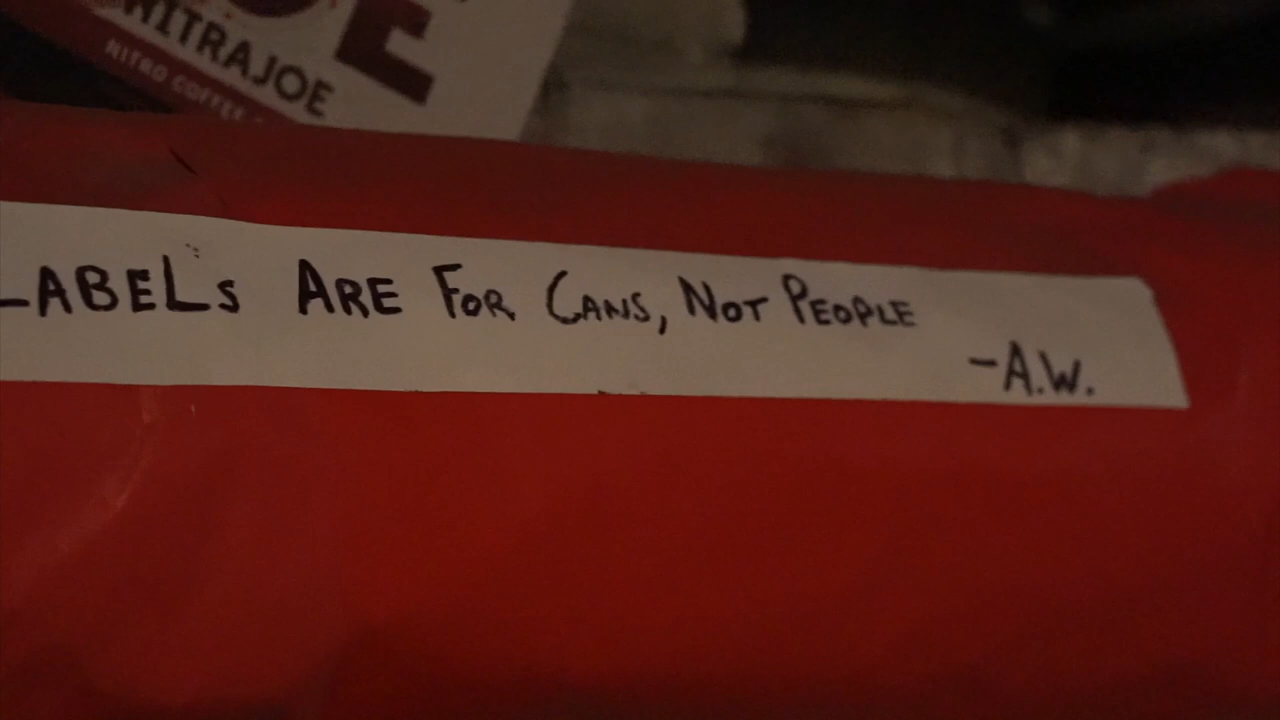 NITRAJOE
NITRO COFFEE
LABELS ARE FOR CANS, NOT PEOPLE
-A.W.